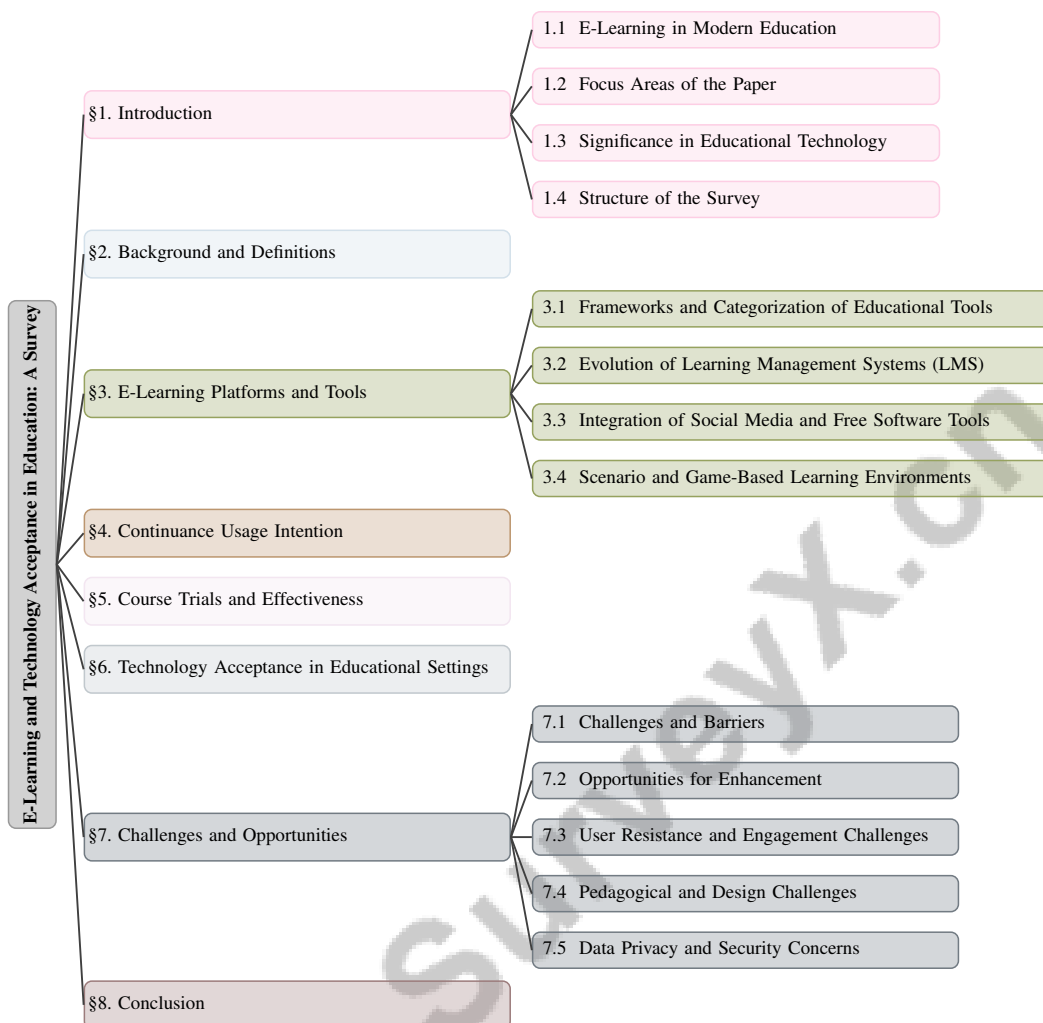 E-Learning and Technology Acceptance in Education: A Survey
§1. Introduction
1.1 E-Learning in Modern Education
1.2 Focus Areas of the Paper
1.3 Significance in Educational Technology
1.4 Structure of the Survey
§2. Background and Definitions
§3. E-Learning Platforms and Tools
3.1 Frameworks and Categorization of Educational Tools
3.2 Evolution of Learning Management Systems (LMS)
3.3 Integration of Social Media and Free Software Tools
3.4 Scenario and Game-Based Learning Environments
§4. Continuance Usage Intention
§5. Course Trials and Effectiveness
§6. Technology Acceptance in Educational Settings
§7. Challenges and Opportunities
7.1 Challenges and Barriers
7.2 Opportunities for Enhancement
7.3 User Resistance and Engagement Challenges
7.4 Pedagogical and Design Challenges
7.5 Data Privacy and Security Concerns
§8. Conclusion
SurveyX.cn